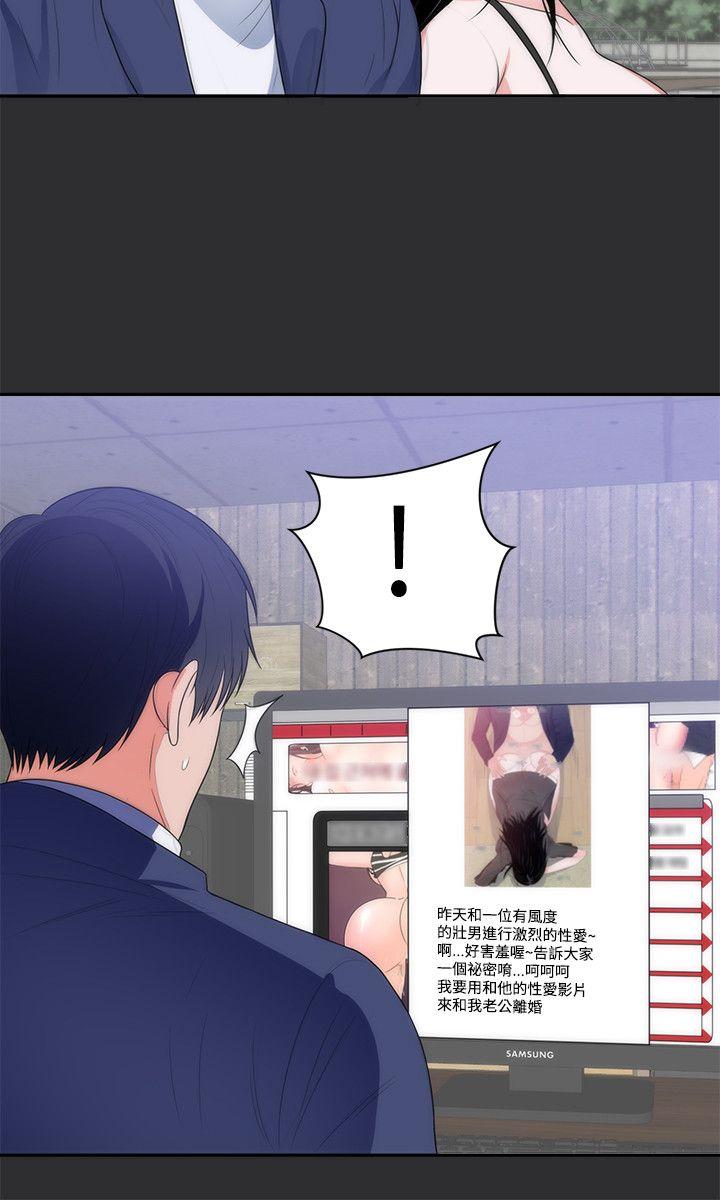 !
昨天和一位有風度
的壯男進行激烈的性愛~
啊...好害羞喔~告訴大家
一個祕密唷...呵呵呵
我要用和他的性愛影片
來和我老公離婚
SAMSUNG